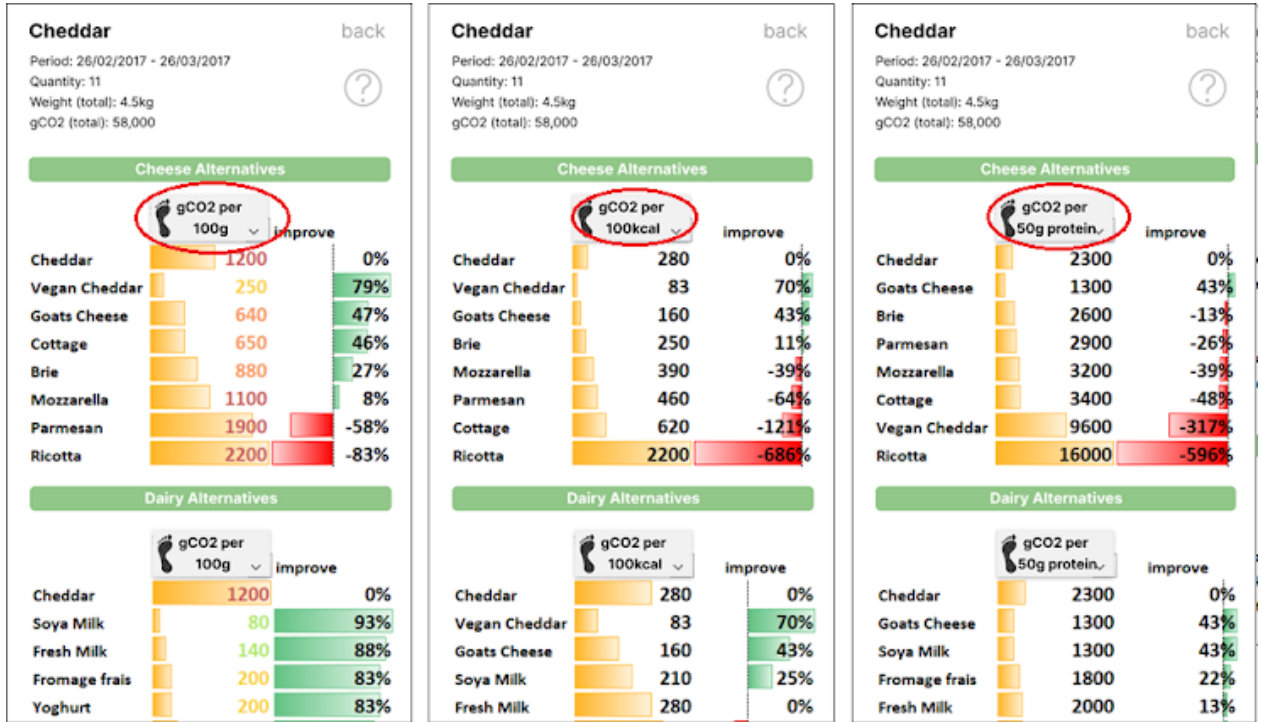 Cheddar back
Period: 26/02/2017 - 26/03/2017
Quantity: 11
Weight (total): 4.5kg
gCO2 (total): 58,000
Cheese Alternatives
gCO2 per
100g
improve
Cheddar 1200 0%
Vegan Cheddar 250 79%
Goats Cheese 640 47%
Cottage 650 46%
Brie 880 27%
Mozzarella 1100 8%
Parmesan 1900 -58%
Ricotta 2200 -83%
Dairy Alternatives
gCO2 per
100g improve
Cheddar 1200 0%
Soya Milk 80 93%
Fresh Milk 140 88%
Fromage frais 200 83%
Yoghurt 200 83%
Cheddar back
Period: 26/02/2017 - 26/03/2017
Quantity: 11
Weight (total): 4.5kg
gCO2 (total): 58,000
Cheese Alternatives
gCO2 per
100kcal improve
Cheddar 280 0%
Vegan Cheddar 83 70%
Goats Cheese 160 43%
Brie 250 11%
Mozzarella 390 -39%
Parmesan 460 -64%
Cottage 620 -121%
Ricotta 2200 -686%
Dairy Alternatives
gCO2 per
100kcal improve
Cheddar 280 0%
Vegan Cheddar 83 70%
Goats Cheese 160 43%
Soya Milk 210 25%
Fresh Milk 280 0%
Cheddar back
Period: 26/02/2017 - 26/03/2017
Quantity: 11
Weight (total): 4.5kg
gCO2 (total): 58,000
Cheese Alternatives
gCO2 per
50g protein improve
Cheddar 2300 0%
Goats Cheese 1300 43%
Brie 2600 -13%
Parmesan 2900 -26%
Mozzarella 3200 -39%
Cottage 3400 -48%
Vegan Cheddar 9600 -317%
Ricotta 16000 -596%
Dairy Alternatives
gCO2 per
50g protein improve
Cheddar 2300 0%
Goats Cheese 1300 43%
Soya Milk 1300 43%
Fromage frais 1800 22%
Fresh Milk 2000 13%